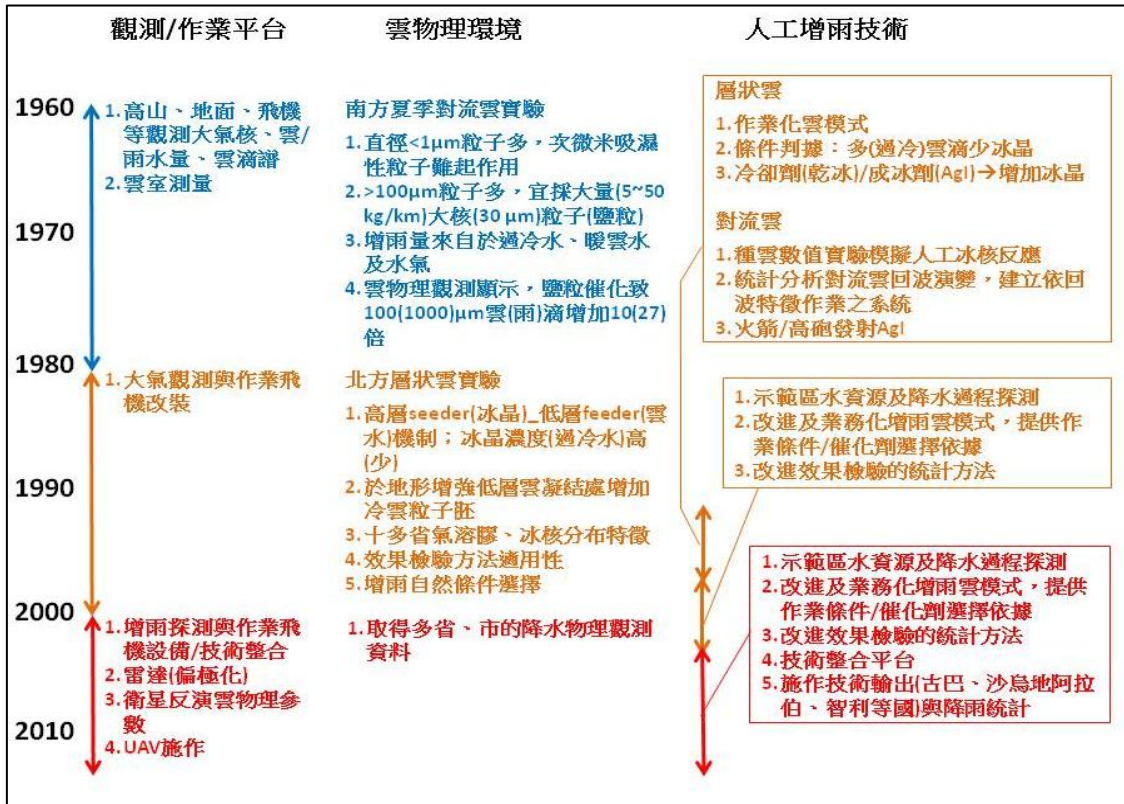 觀測/作業平台
雲物理環境
人工增雨技術
1960
1970
1980
1990
2000
2010
1.高山、地面、飛機
等觀測大氣核、雲/
雨水量、雲滴譜
2.雲室測量
1.大氣觀測與作業飛
機改裝
1.增雨探測與作業飛
機設備/技術整合
2.雷達(偏極化)
3.衛星反演雲物理參
數
4.UAV施作
南方夏季對流雲實驗
1.直徑<1μm粒子多，次微米吸濕
性粒子難起作用
2.>100μm粒子多，宜採大量(5~50
kg/km)大核(30 μm)粒子(鹽粒)
3.增雨量來自於過冷水、暖雲水
及水氣
4.雲物理觀測顯示，鹽粒催化致
100(1000)μm雲(雨)滴增加10(27)
倍
北方層狀雲實驗
1.高層seeder(冰晶)_低層feeder(雲
水)機制；冰晶濃度(過冷水)高
(少)
2.於地形增強低層雲凝結處增加
冷雲粒子胚
3.十多省氣溶膠、冰核分布特徵
4.效果檢驗方法適用性
5.增雨自然條件選擇
1.取得多省、市的降水物理觀測
資料
層狀雲
1.作業化雲模式
2.條件判據：多(過冷)雲滴少冰晶
3.冷卻劑(乾冰)/成冰劑(AgI)→增加冰晶
對流雲
1.種雲數值實驗模擬人工冰核反應
2.統計分析對流雲回波演變，建立依回
波特徵作業之系統
3.火箭/高砲發射AgI
1.示範區水資源及降水過程探測
2.改進及業務化增雨雲模式，提供作
業條件/催化劑選擇依據
3.改進效果檢驗的統計方法
1.示範區水資源及降水過程探測
2.改進及業務化增雨雲模式，提供
作業條件/催化劑選擇依據
3.改進效果檢驗的統計方法
4.技術整合平台
5.施作技術輸出(古巴、沙烏地阿拉
伯、智利等國)與降雨統計